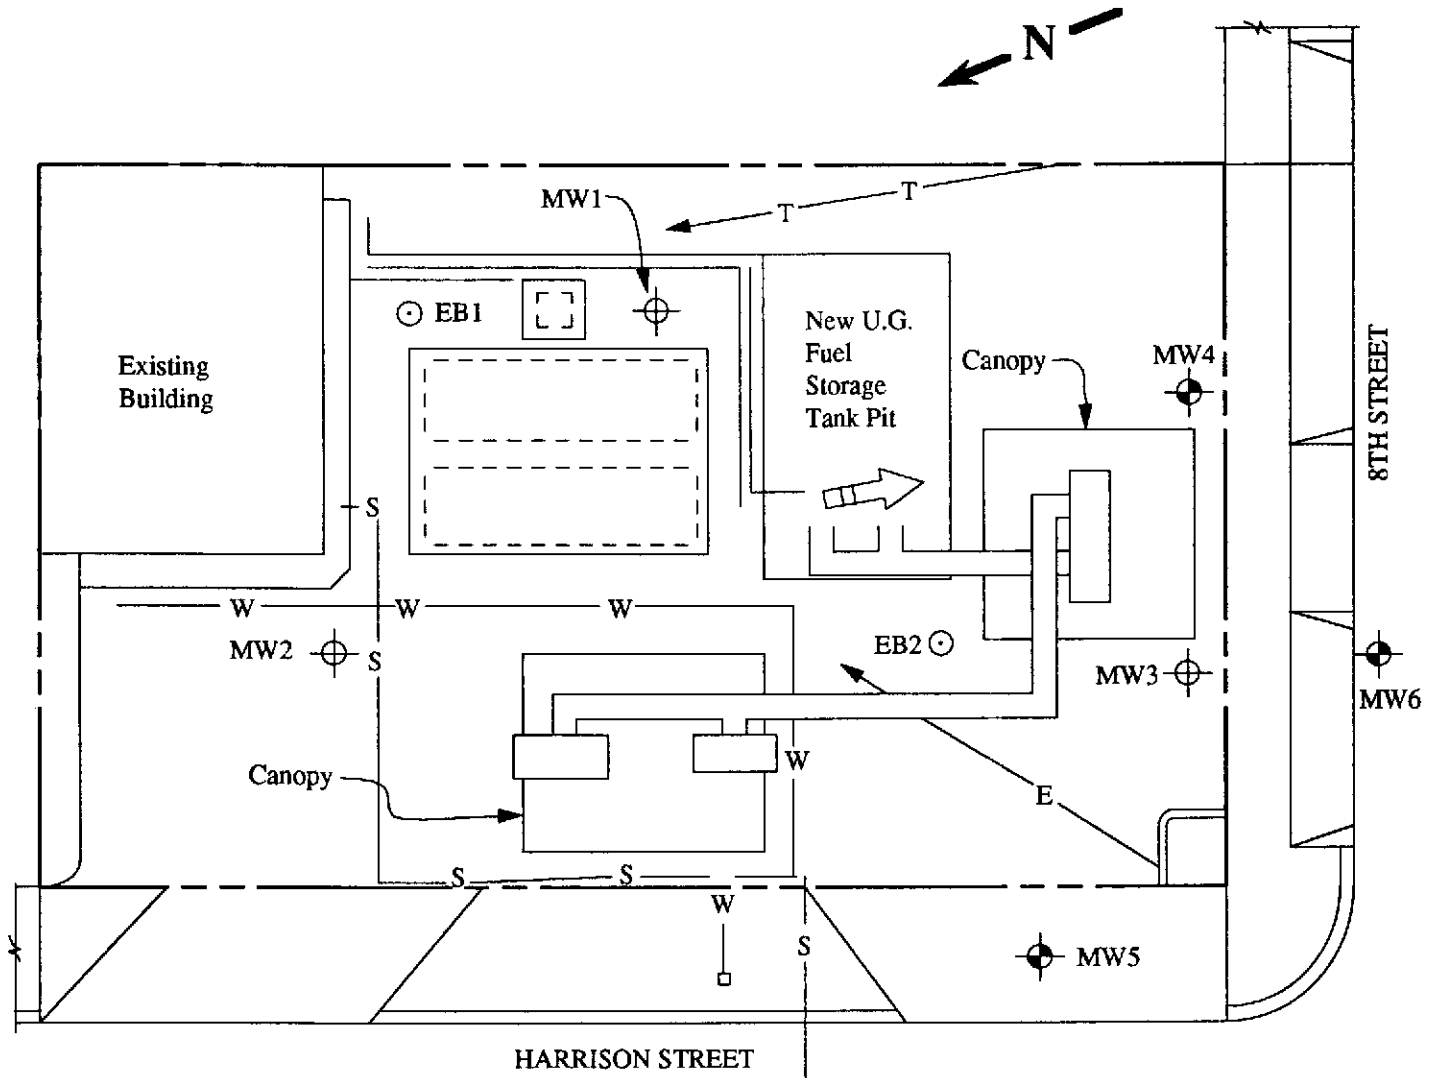 N
T
MW1
T
EB1
New U.G.
Fuel
Storage
Tank Pit
Canopy
MW4
Existing
Building
8TH STREET
S
W
W
W
MW2
S
EB2
MW3
MW6
W
Canopy
E
S
S
W
S
MW5
HARRISON STREET